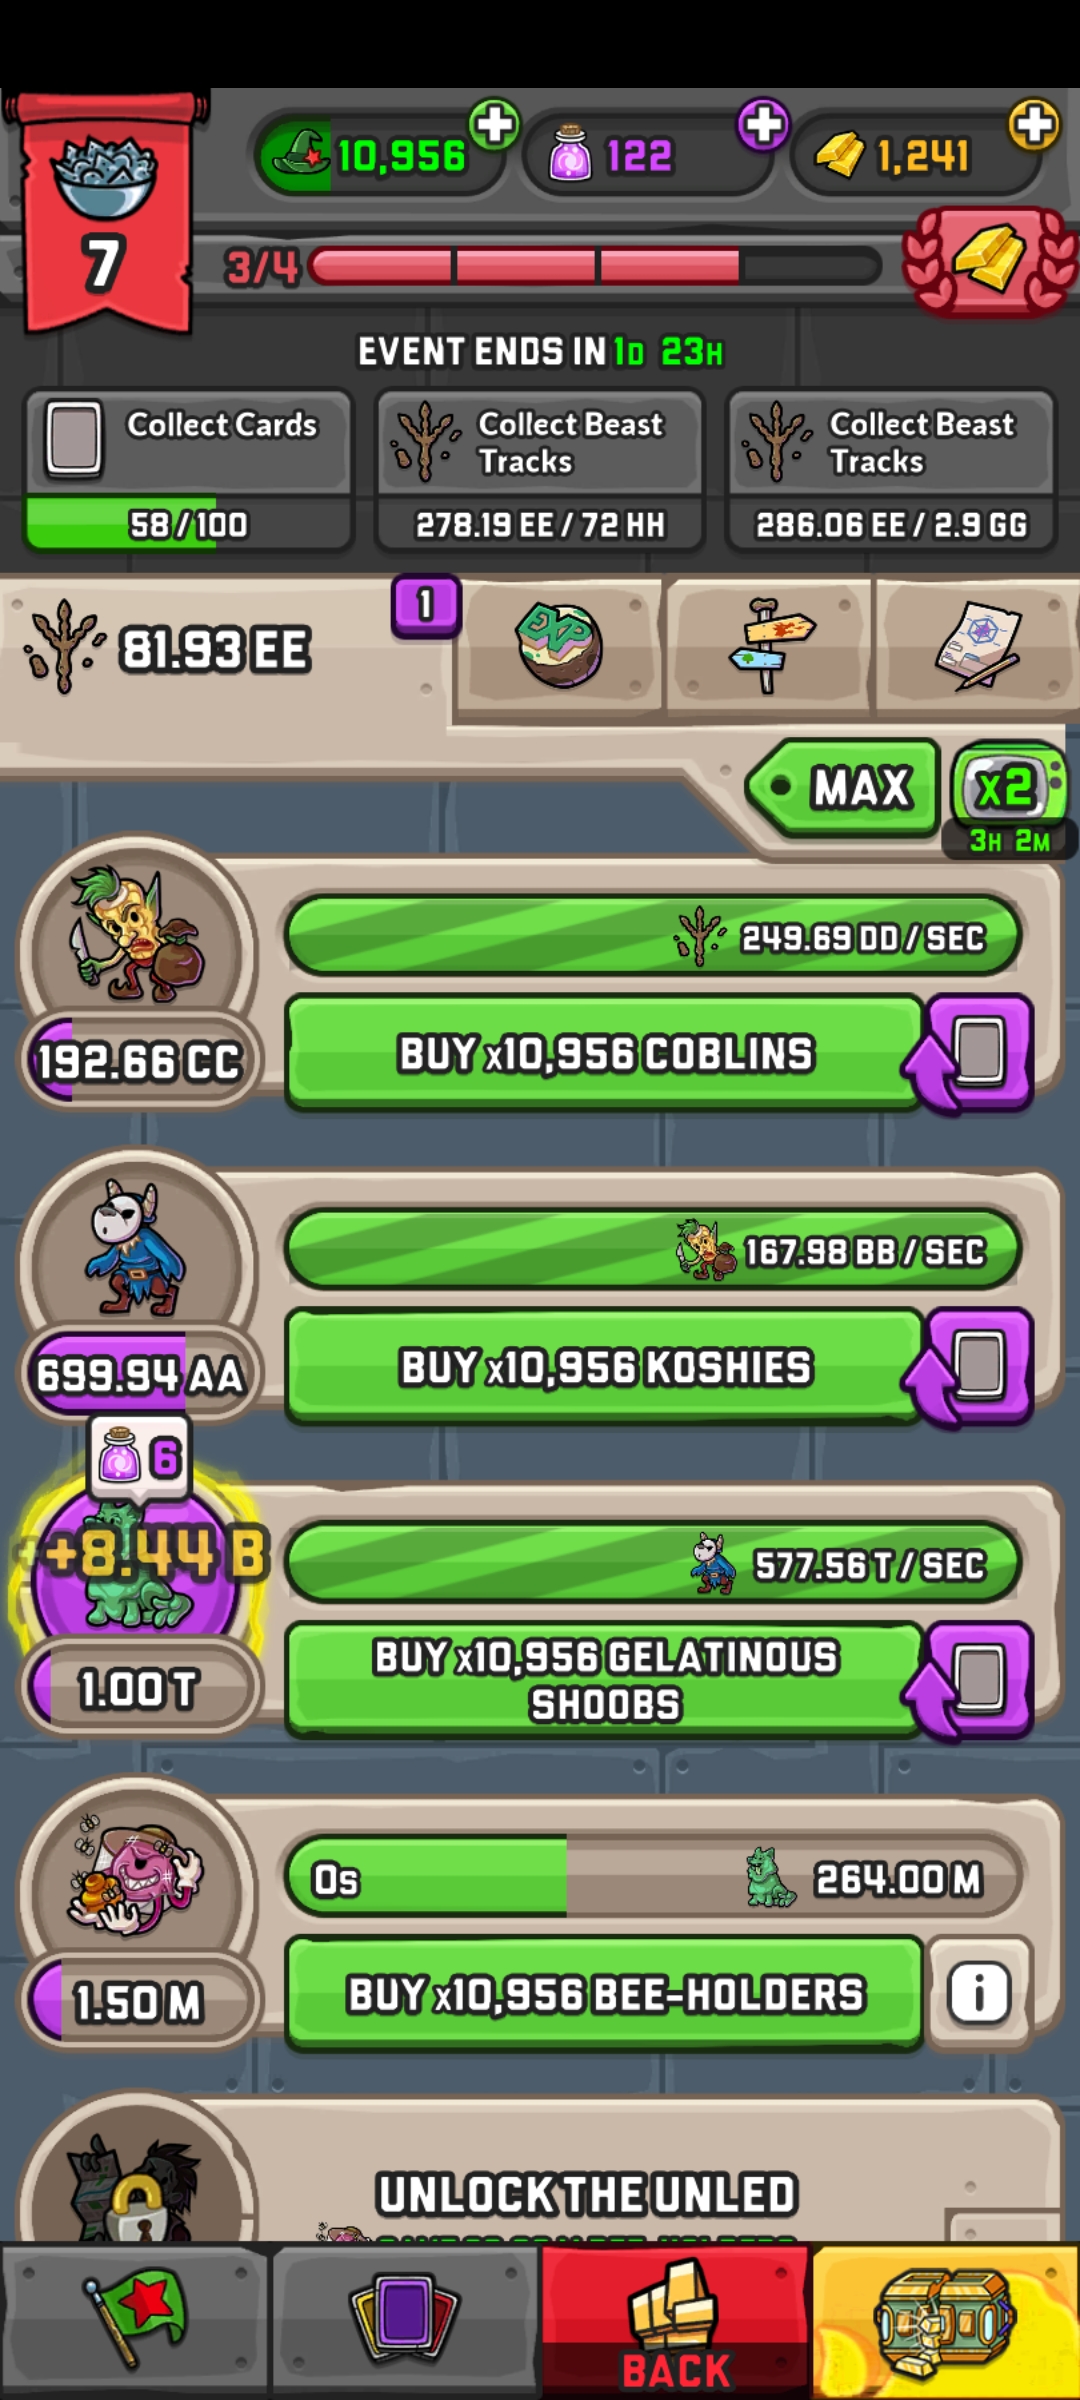 10,956
122
1,241
7
3/4
EVENT ENDS IN 1D 23H
Collect Cards
58/100
Collect Beast
Tracks
278.19 EE / 72 HH
Collect Beast
Tracks
286.06 EE / 2.9 GG
81.93 EE
1
EXP
MAX
x2
3H 2M
249.69 DD / SEC
192.66 CC
BUY x10,956 COBLINS
167.98 BB / SEC
699.94 AA
BUY x10,956 KOSHIES
6
+8.44 B
577.56 T / SEC
1.00 T
BUY x10,956 GELATINOUS
SHOOBS
0s
264.00 M
1.50 M
BUY x10,956 BEE-HOLDERS
i
UNLOCK THE UNLED
BACK